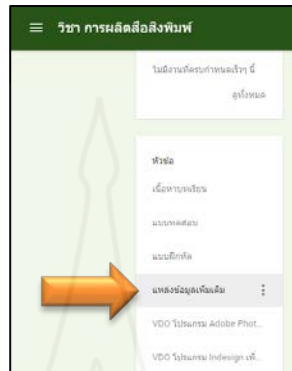 วิชา การผลิตสื่อสิ่งพิมพ์
ไม่มีงานที่ครบกำหนดเร็วๆ นี้
ดูทั้งหมด
หัวข้อ
เนื้อหาบทเรียน
แบบทดสอบ
แบบฝึกหัด
แหล่งข้อมูลเพิ่มเติม
VDO โปรแกรม Adobe Phot...
VDO โปรแกรม Indesign เพื่...